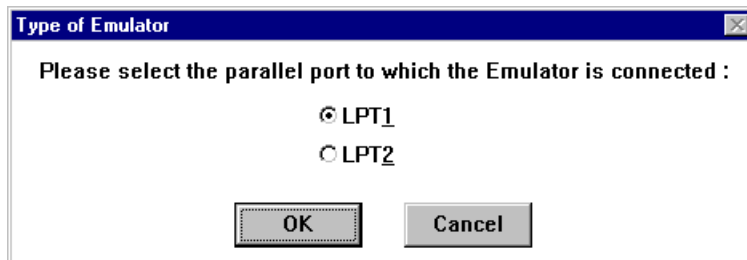 Type of Emulator
Please select the parallel port to which the Emulator is connected :
LPT1
LPT2
OK Cancel